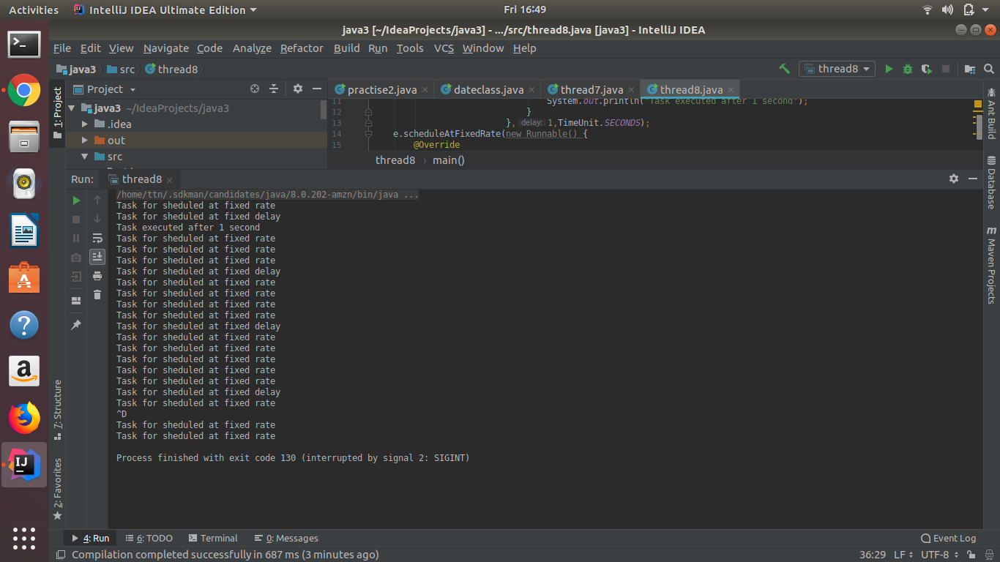 Activities IntelliJ IDEA Ultimate Edition Fri 16:49
java3 [~/IdeaProjects/java3] - .../src/thread8.java [java3] - IntelliJ IDEA
File Edit View Navigate Code Analyze Refactor Build Run Tools VCS Window Help
java3 src thread8 thread8
Project practise2.java dateclass.java thread7.java thread8.java
1: Project
java3 ~/IdeaProjects/java3
.idea
out
src
11 System.out.println("Task executed after 1 second");
12 }
13 }, delay: 1,TimeUnit.SECONDS);
14 e.scheduleAtFixedRate(new Runnable() {
15 @Override
thread8 › main()
Ant Build
Database
Maven Projects
Run: thread8
/home/ttn/.sdkman/candidates/java/8.0.202-amzn/bin/java ...
Task for sheduled at fixed rate
Task for sheduled at fixed delay
Task executed after 1 second
Task for sheduled at fixed rate
Task for sheduled at fixed rate
Task for sheduled at fixed rate
Task for sheduled at fixed delay
Task for sheduled at fixed rate
Task for sheduled at fixed rate
Task for sheduled at fixed rate
Task for sheduled at fixed rate
Task for sheduled at fixed delay
Task for sheduled at fixed rate
Task for sheduled at fixed rate
Task for sheduled at fixed rate
Task for sheduled at fixed rate
Task for sheduled at fixed rate
Task for sheduled at fixed delay
Task for sheduled at fixed rate
^D
Task for sheduled at fixed rate
Task for sheduled at fixed rate
Process finished with exit code 130 (interrupted by signal 2: SIGINT)
7: Structure
2: Favorites
4: Run 6: TODO Terminal 0: Messages Event Log
Compilation completed successfully in 687 ms (3 minutes ago) 36:29 LF UTF-8